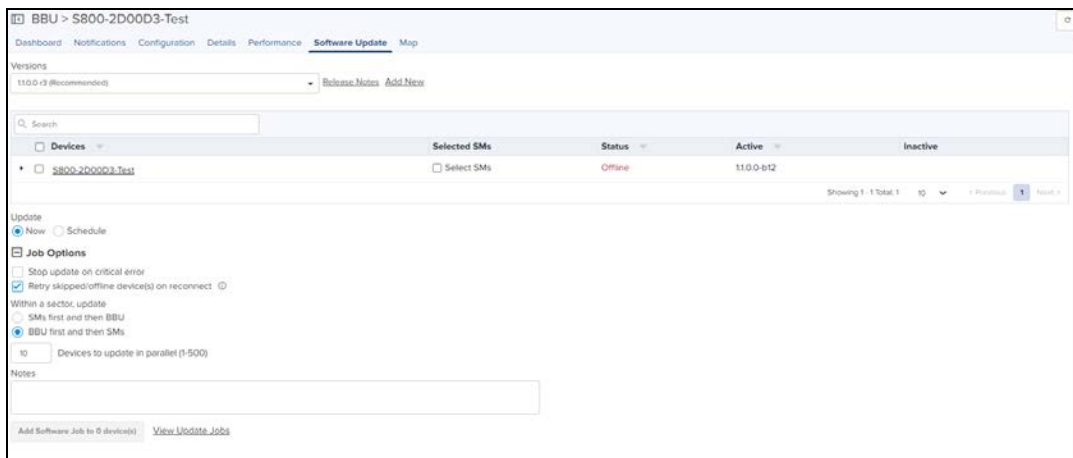 BBU > S800-2D00D3-Test
Dashboard Notifications Configuration Details Performance Software Update Map
Versions
1.1.0.0-r3 (Recommended) Release Notes Add New
Search
Devices Selected SMs Status Active Inactive
S800-2D00D3-Test Select SMs Offline 1.1.0.0-b12
Showing 1 - 1 Total: 1 10 < Previous 1 Next >
Update
Now Schedule
Job Options
Stop update on critical error
Retry skipped/offline device(s) on reconnect
Within a sector, update
SMs first and then BBU
BBU first and then SMs
10 Devices to update in parallel (1-500)
Notes
Add Software Job to 0 device(s) View Update Jobs